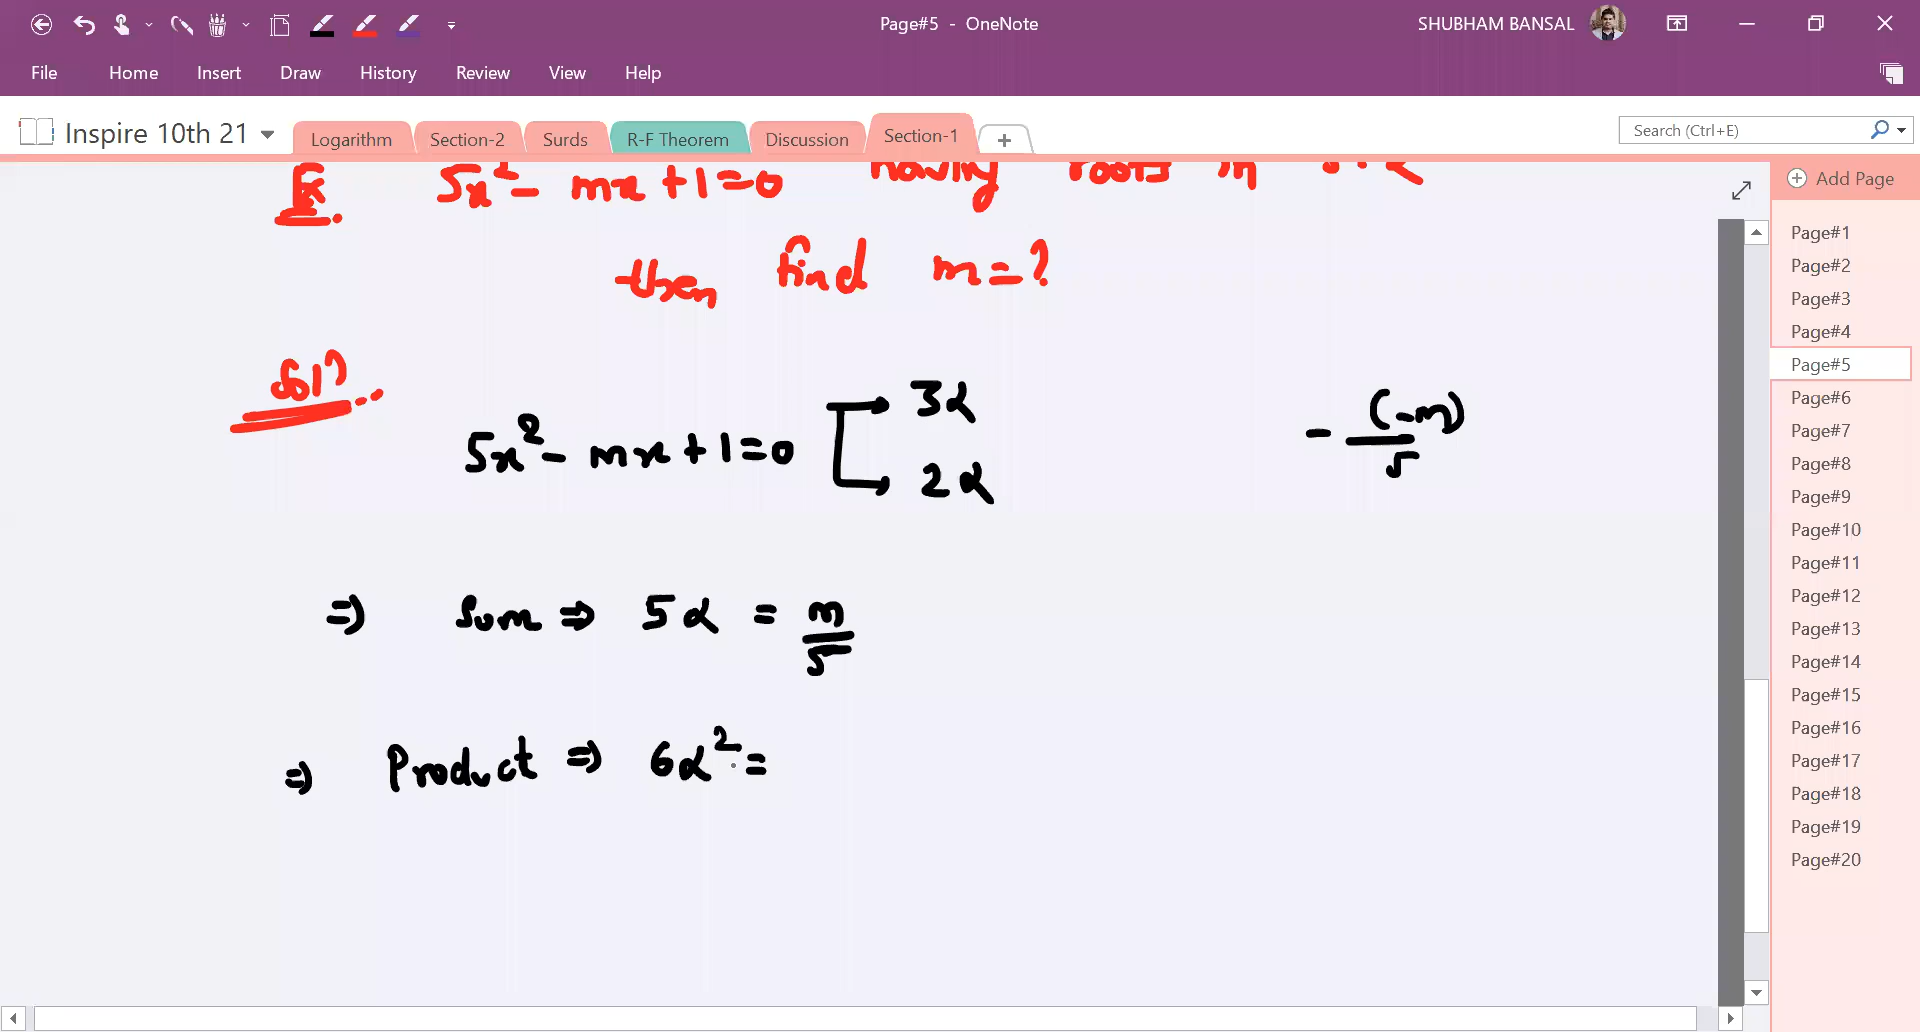 Page#5 - OneNote
SHUBHAM BANSAL
File Home Insert Draw History Review View Help
Inspire 10th 21
Logarithm Section-2 Surds R-F Theorem Discussion Section-1 +
Search (Ctrl+E)
Add Page
Ex. 5x² - mx + 1 = 0 having roots in
then find m = ?
Solⁿ..
5x² - mx + 1 = 0
3α
2α
- (-m)/5
⇒ Sum ⇒ 5α = m/5
⇒ Product ⇒ 6α² =
Page#1
Page#2
Page#3
Page#4
Page#5
Page#6
Page#7
Page#8
Page#9
Page#10
Page#11
Page#12
Page#13
Page#14
Page#15
Page#16
Page#17
Page#18
Page#19
Page#20